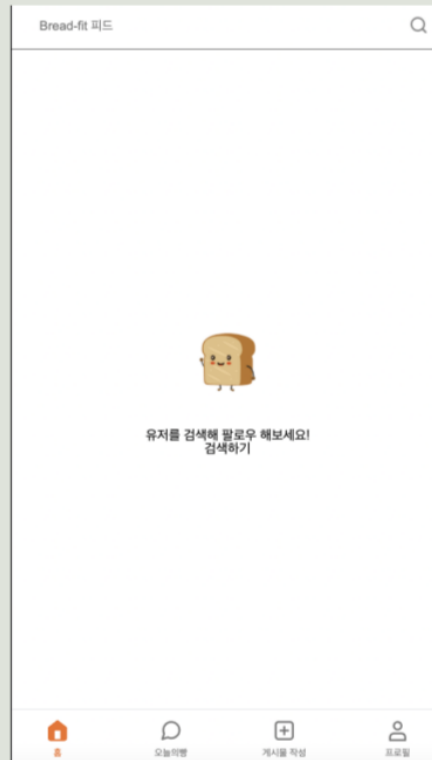 Bread-fit 피드
유저를 검색해 팔로우 해보세요!
검색하기
홈
오늘의빵
게시물 작성
프로필